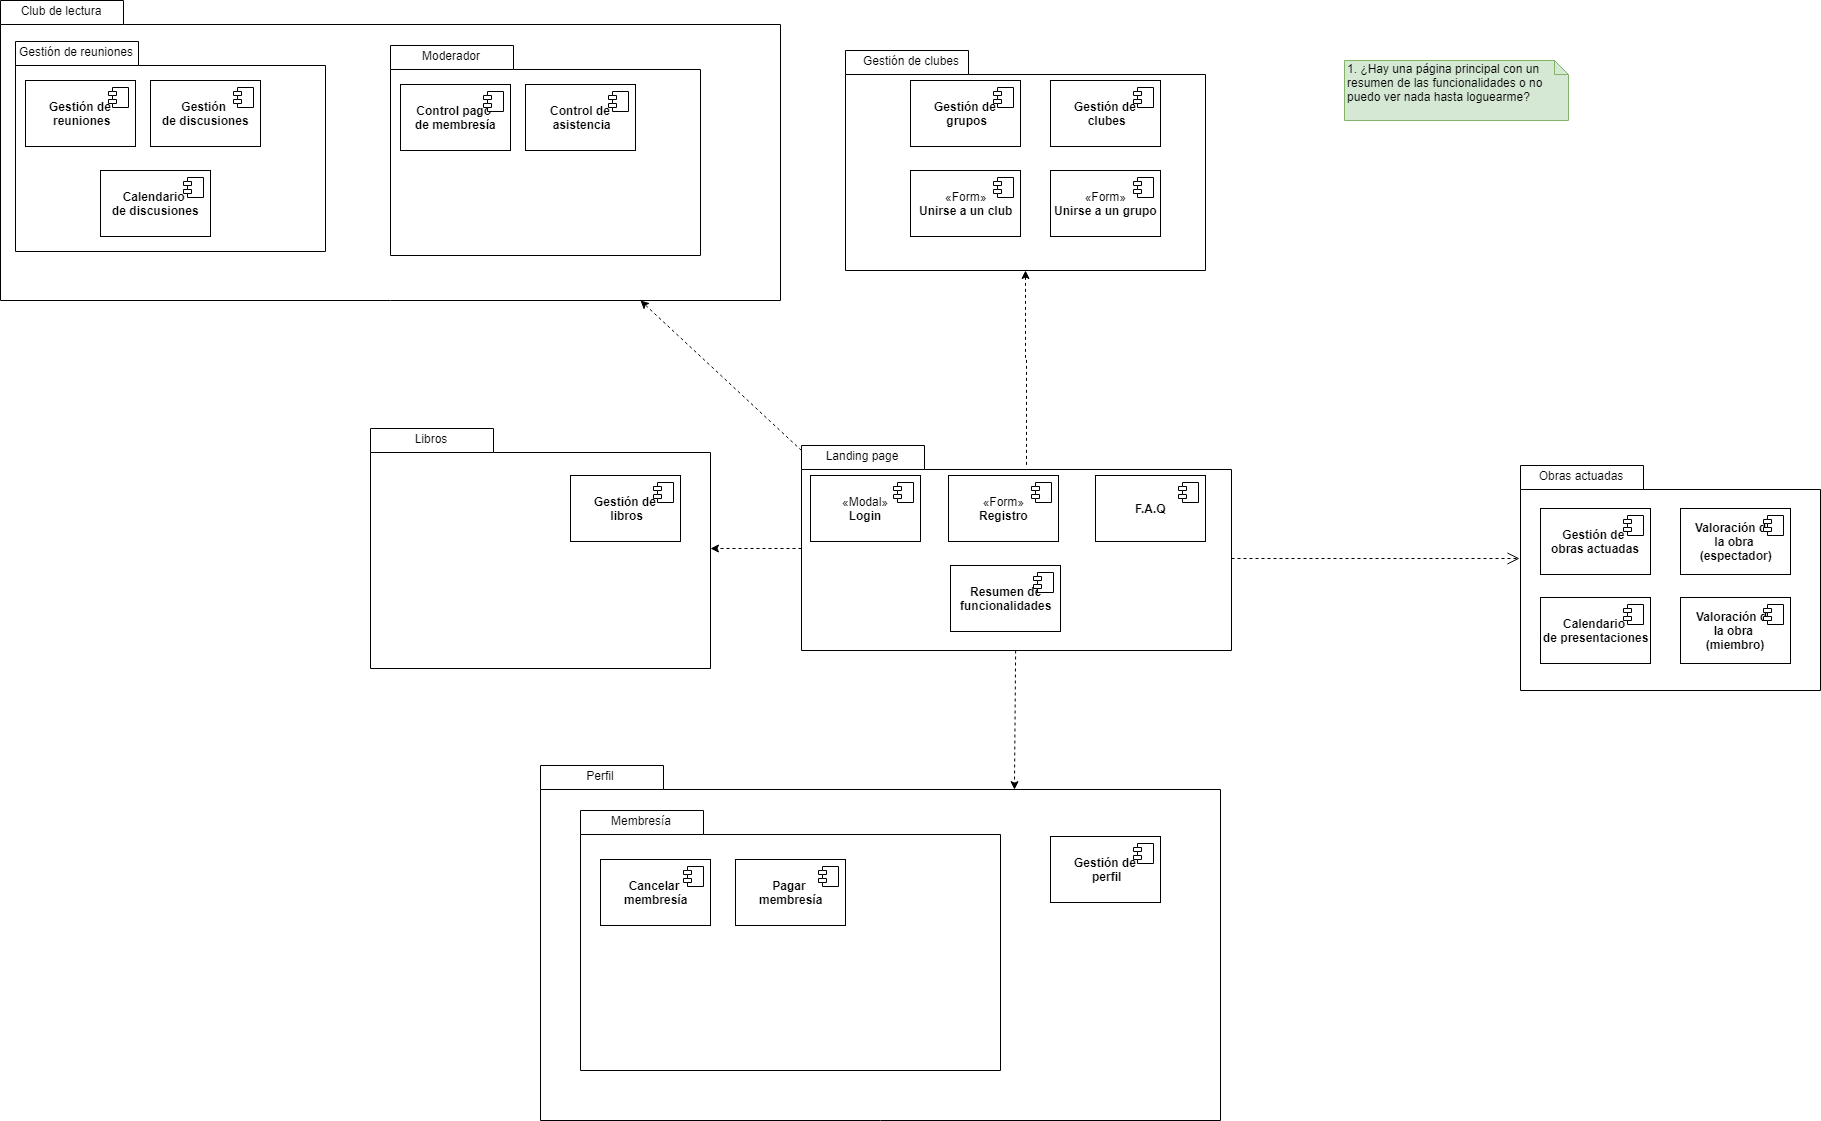 Club de lectura
Gestión de reuniones
Gestión de
reuniones
Gestión
de discusiones
Calendario
de discusiones
Moderador
Control pago
de membresía
Control de
asistencia
Gestión de clubes
Gestión de
grupos
Gestión de
clubes
«Form»
Unirse a un club
«Form»
Unirse a un grupo
1. ¿Hay una página principal con un
resumen de las funcionalidades o no
puedo ver nada hasta loguearme?
Libros
Gestión de
libros
Landing page
«Modal»
Login
«Form»
Registro
F.A.Q
Resumen de
funcionalidades
Obras actuadas
Gestión de
obras actuadas
Valoración de
la obra
(espectador)
Calendario
de presentaciones
Valoración de
la obra
(miembro)
Perfil
Membresía
Cancelar
membresía
Pagar
membresía
Gestión de
perfil